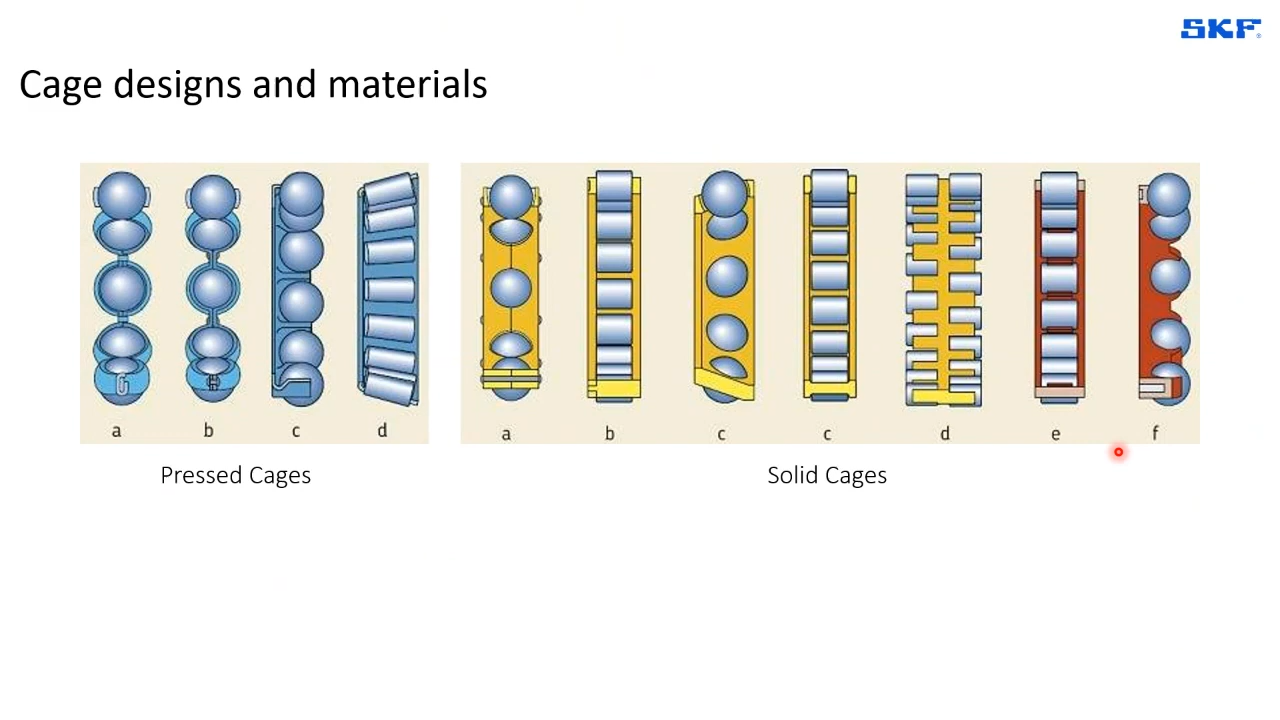 SKF®
Cage designs and materials
a b c d
a b c c d e f
Pressed Cages
Solid Cages